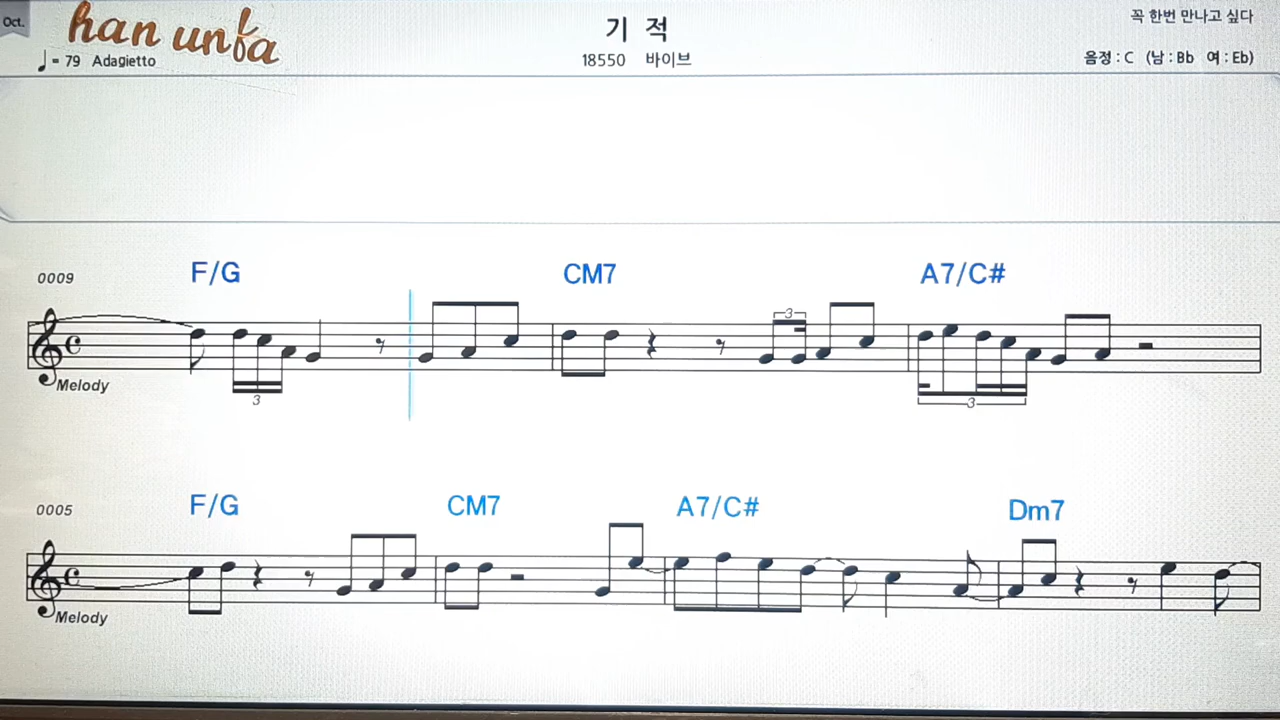 Oct.
han unfa
= 79 Adagietto
기 적
18550 바이브
꼭 한번 만나고 싶다
음정 : C (남 : Bb 여 : Eb)
0009
F/G
CM7
A7/C#
3
3
3
Melody
0005
F/G
CM7
A7/C#
Dm7
Melody